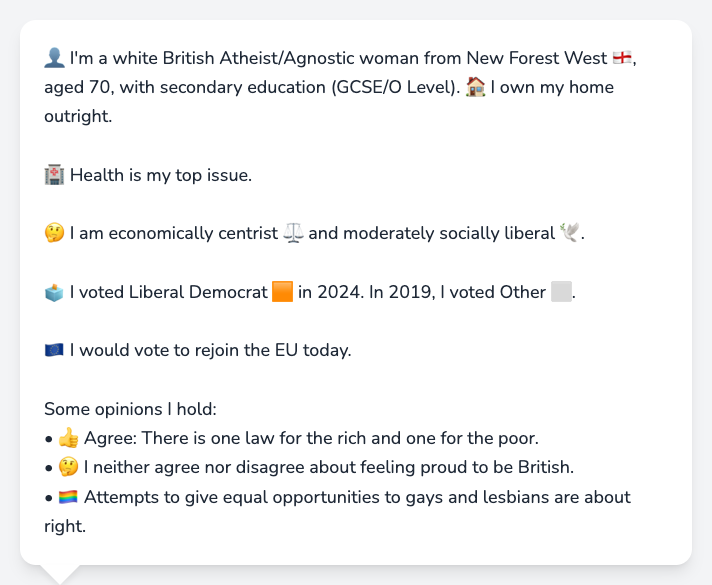 👤 I'm a white British Atheist/Agnostic woman from New Forest West 🏴󠁧󠁢󠁥󠁮󠁧󠁿,
aged 70, with secondary education (GCSE/O Level). 🏠 I own my home
outright.
🏥 Health is my top issue.
🤔 I am economically centrist ⚖️ and moderately socially liberal 🕊️.
🗳️ I voted Liberal Democrat 🟧 in 2024. In 2019, I voted Other ⬜.
🇪🇺 I would vote to rejoin the EU today.
Some opinions I hold:
• 👍 Agree: There is one law for the rich and one for the poor.
• 🤔 I neither agree nor disagree about feeling proud to be British.
• 🏳️‍🌈 Attempts to give equal opportunities to gays and lesbians are about
right.